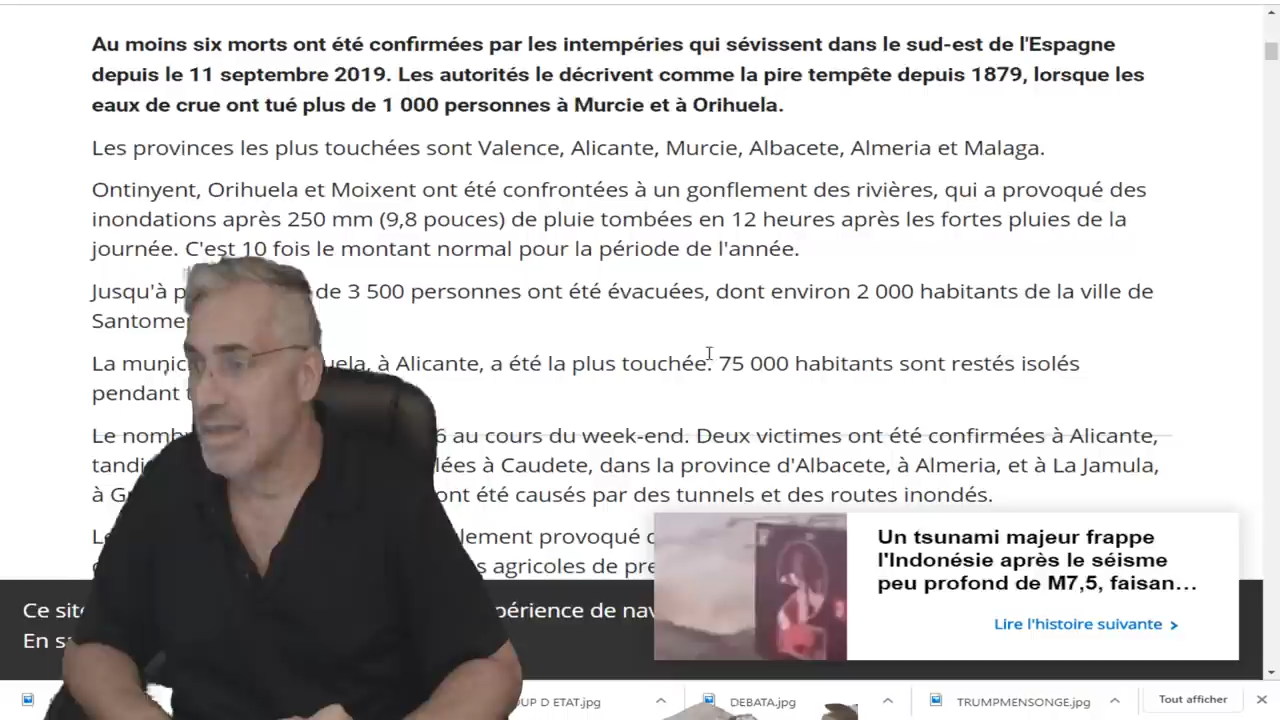 Au moins six morts ont été confirmées par les intempéries qui sévissent dans le sud-est de l'Espagne
depuis le 11 septembre 2019. Les autorités le décrivent comme la pire tempête depuis 1879, lorsque les
eaux de crue ont tué plus de 1 000 personnes à Murcie et à Orihuela.
Les provinces les plus touchées sont Valence, Alicante, Murcie, Albacete, Almeria et Malaga.
Ontinyent, Orihuela et Moixent ont été confrontées à un gonflement des rivières, qui a provoqué des
inondations après 250 mm (9,8 pouces) de pluie tombées en 12 heures après les fortes pluies de la
journée. C'est 10 fois le montant normal pour la période de l'année.
Jusqu'à de 3 500 personnes ont été évacuées, dont environ 2 000 habitants de la ville de
La à Alicante, a été la plus touchée. 75 000 habitants sont restés isolés
pendant
Le 6 au cours du week-end. Deux victimes ont été confirmées à Alicante,
à Caudete, dans la province d'Albacete, à Almeria, et à La Jamula,
à ont été causés par des tunnels et des routes inondés.
provoqué
agricoles de
Un tsunami majeur frappe
l'Indonésie après le séisme
peu profond de M7,5, faisan...
Lire l'histoire suivante >
Ce
En
D ETAT.jpg
DEBATA.jpg
TRUMPMENSONGE.jpg
Tout afficher